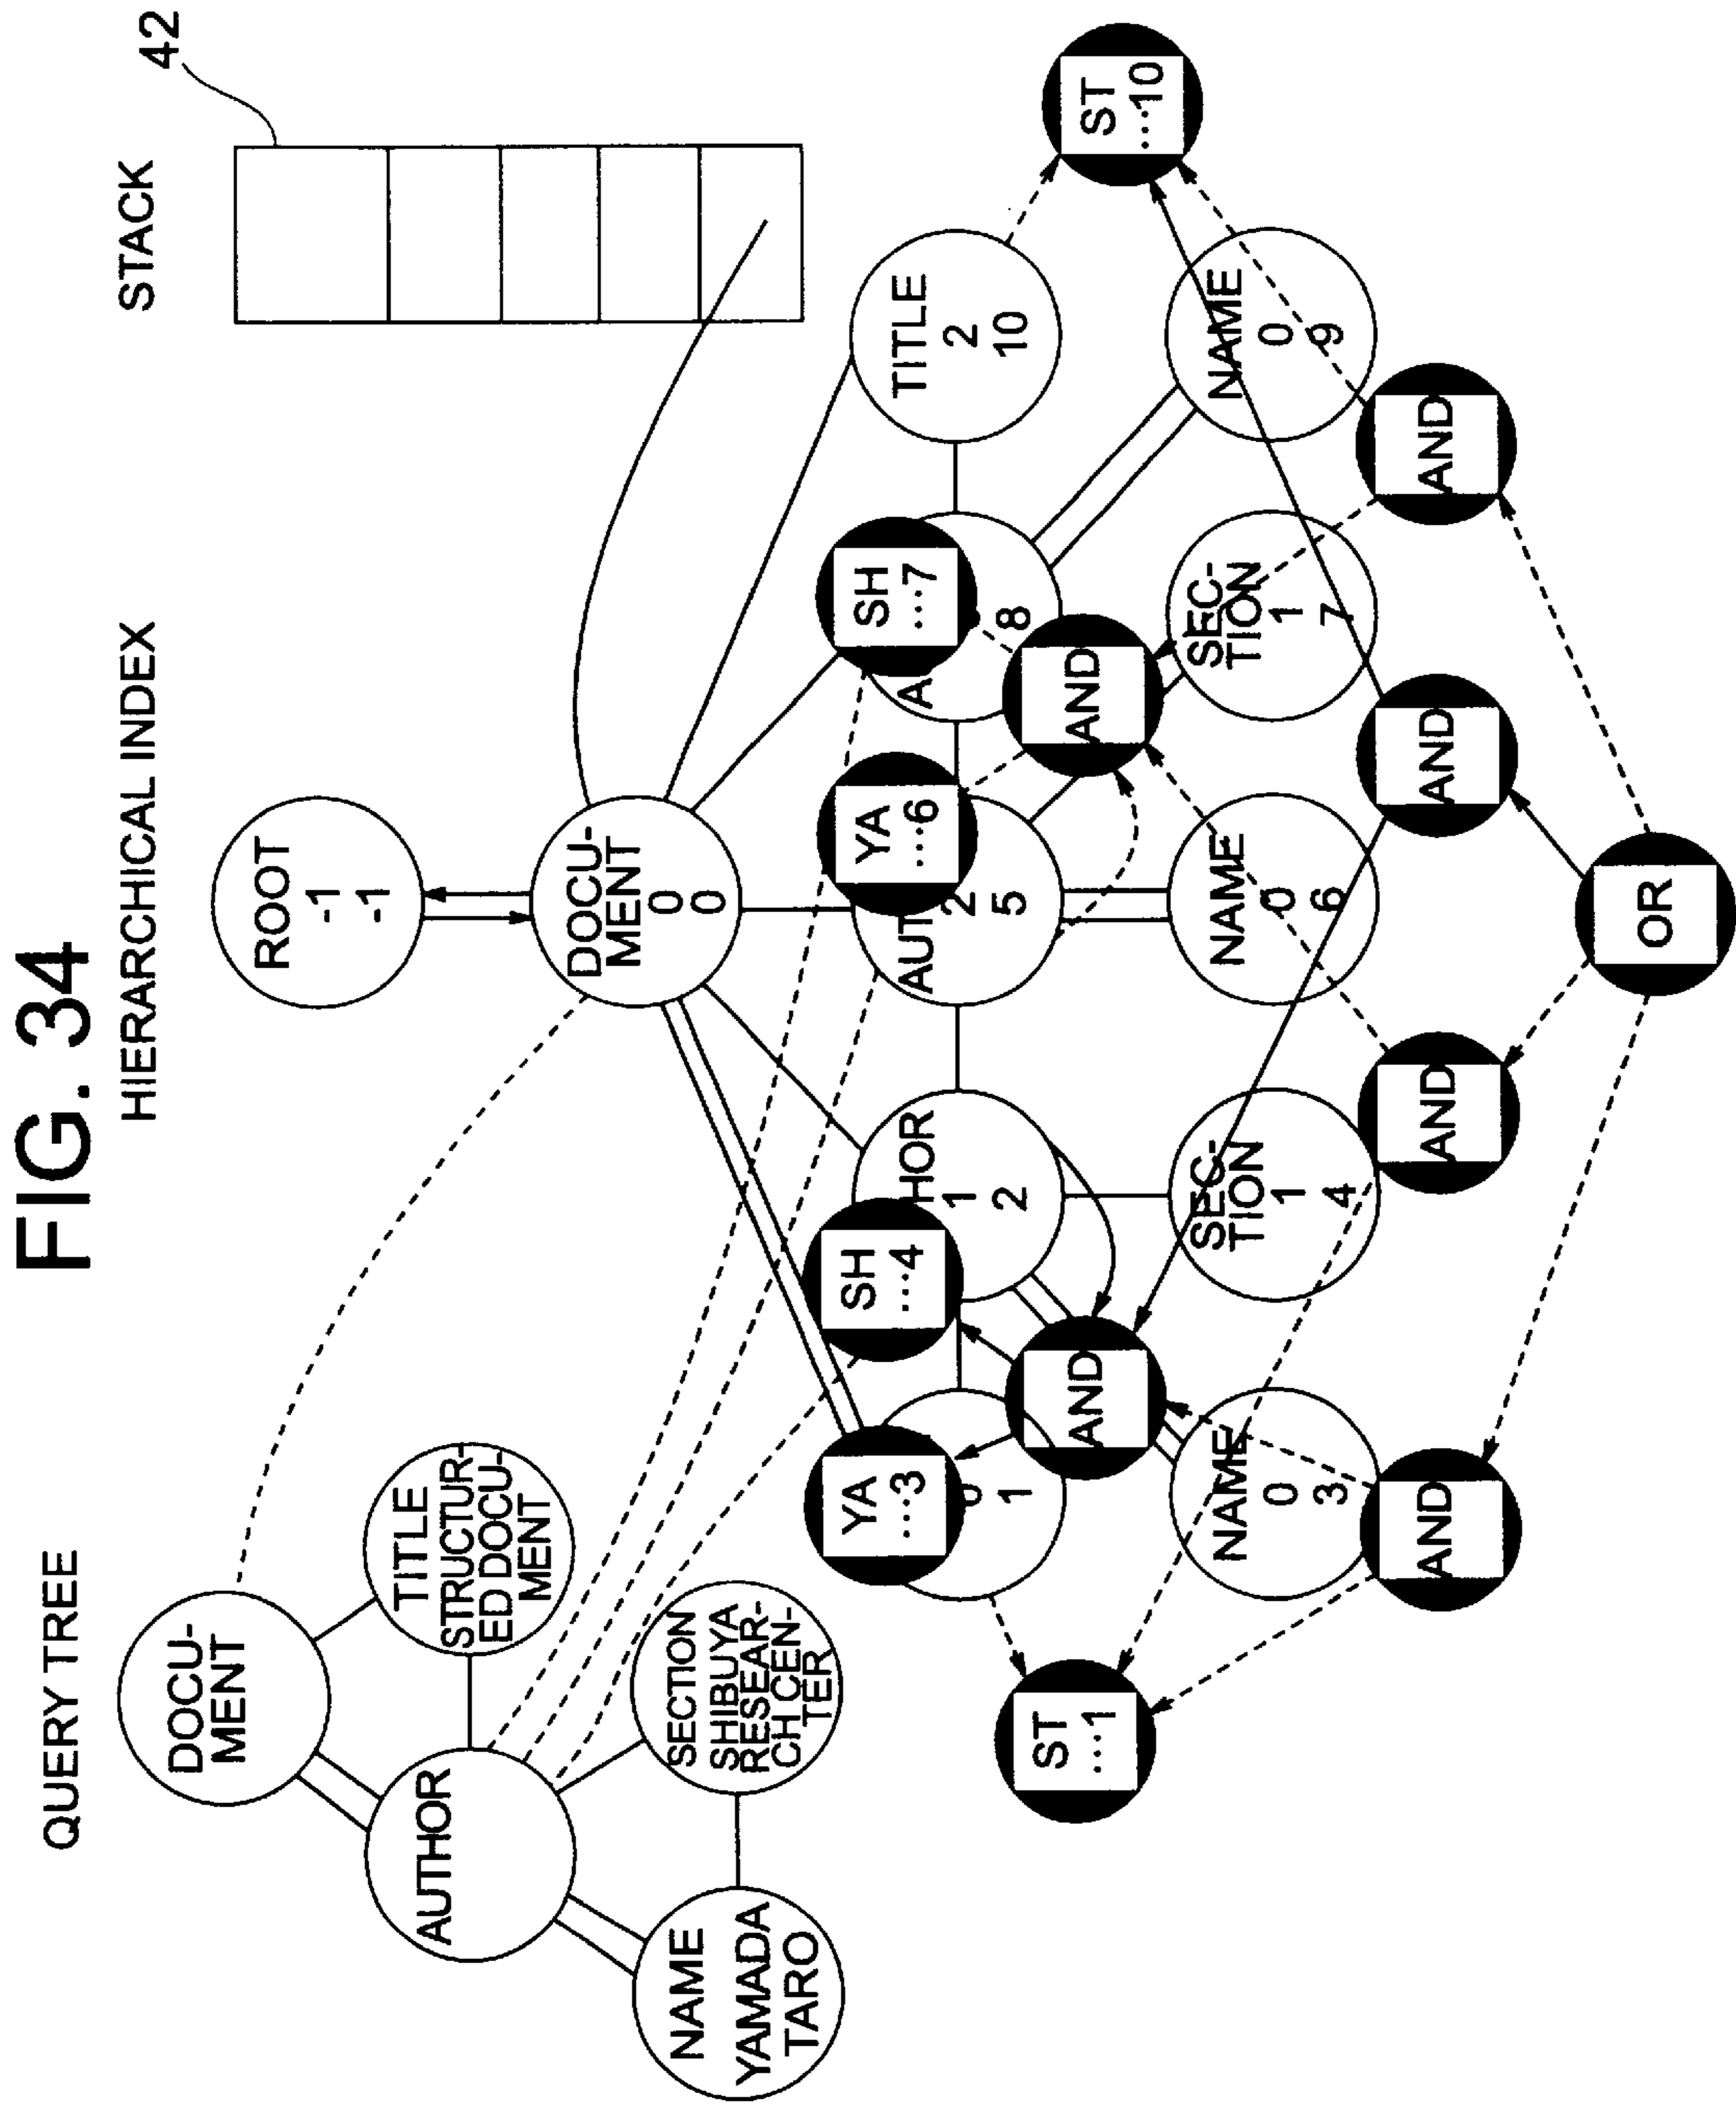 FIG. 34
QUERY TREE
HIERARCHICAL INDEX
STACK
42
DOCU-
MENT
AUTHOR
TITLE
STRUCTUR-
ED DOCU-
MENT
NAME
YAMADA
TARO
SECTION
SHIBUYA
RESEAR-
CH CEN-
TER
ROOT
-1
-1
DOCU-
MENT
0
0
YA
...3
0
1
SH
...4
HOR
1
2
YA
...6
AUT
2
5
SH
...7
A
8
TITLE
2
10
ST
...1
AND
AND
ST
...10
NAME
0
3
SEC-
TION
1
4
NAME
0
6
SEC-
TION
1
7
NAME
0
9
AND
AND
AND
AND
OR